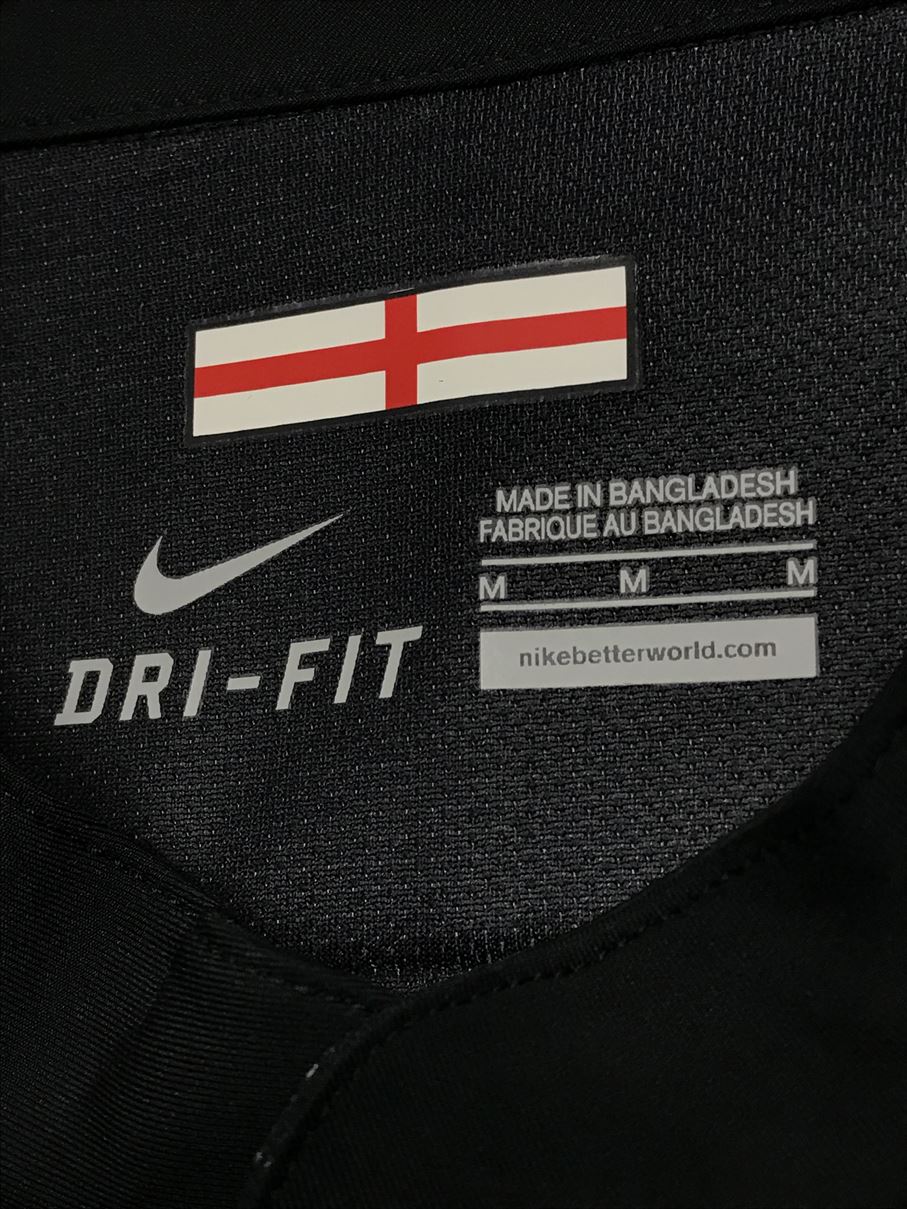 MADE IN BANGLADESH
FABRIQUE AU BANGLADESH
M M M
nikebetterworld.com
DRI-FIT